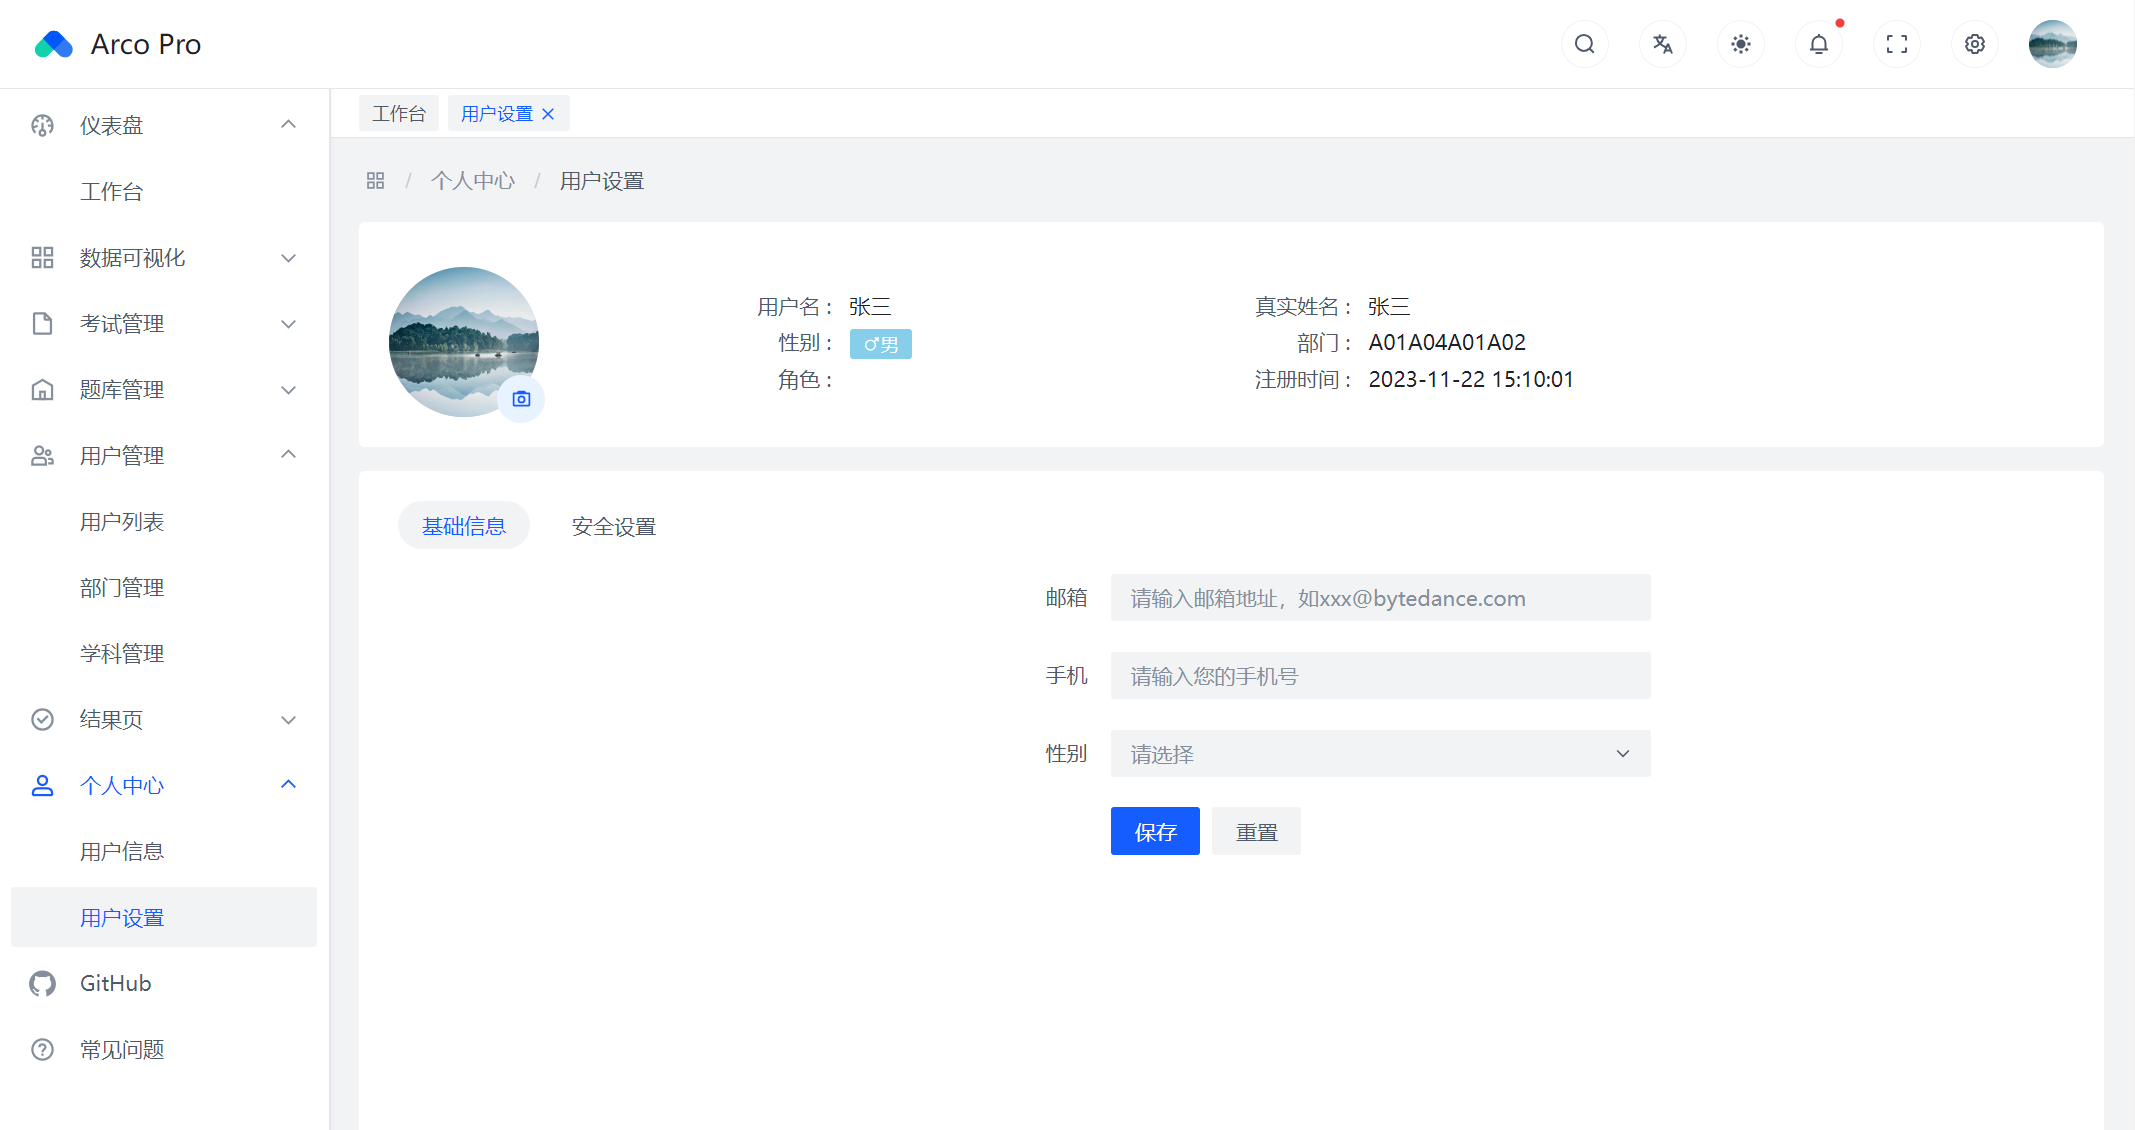 Arco Pro
仪表盘
工作台
数据可视化
考试管理
题库管理
用户管理
用户列表
部门管理
学科管理
结果页
个人中心
用户信息
用户设置
GitHub
常见问题
工作台 用户设置
/ 个人中心 / 用户设置
用户名： 张三 真实姓名： 张三
性别： ♂男 部门： A01A04A01A02
角色： 注册时间： 2023-11-22 15:10:01
基础信息 安全设置
邮箱 请输入邮箱地址，如xxx@bytedance.com
手机 请输入您的手机号
性别 请选择
保存 重置